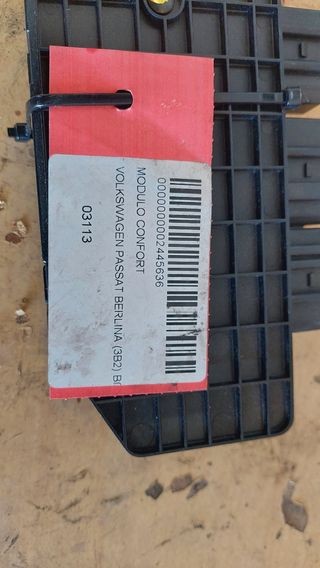 0000000002445636
MODULO CONFORT
VOLKSWAGEN PASSAT BERLINA (3B2)
03113